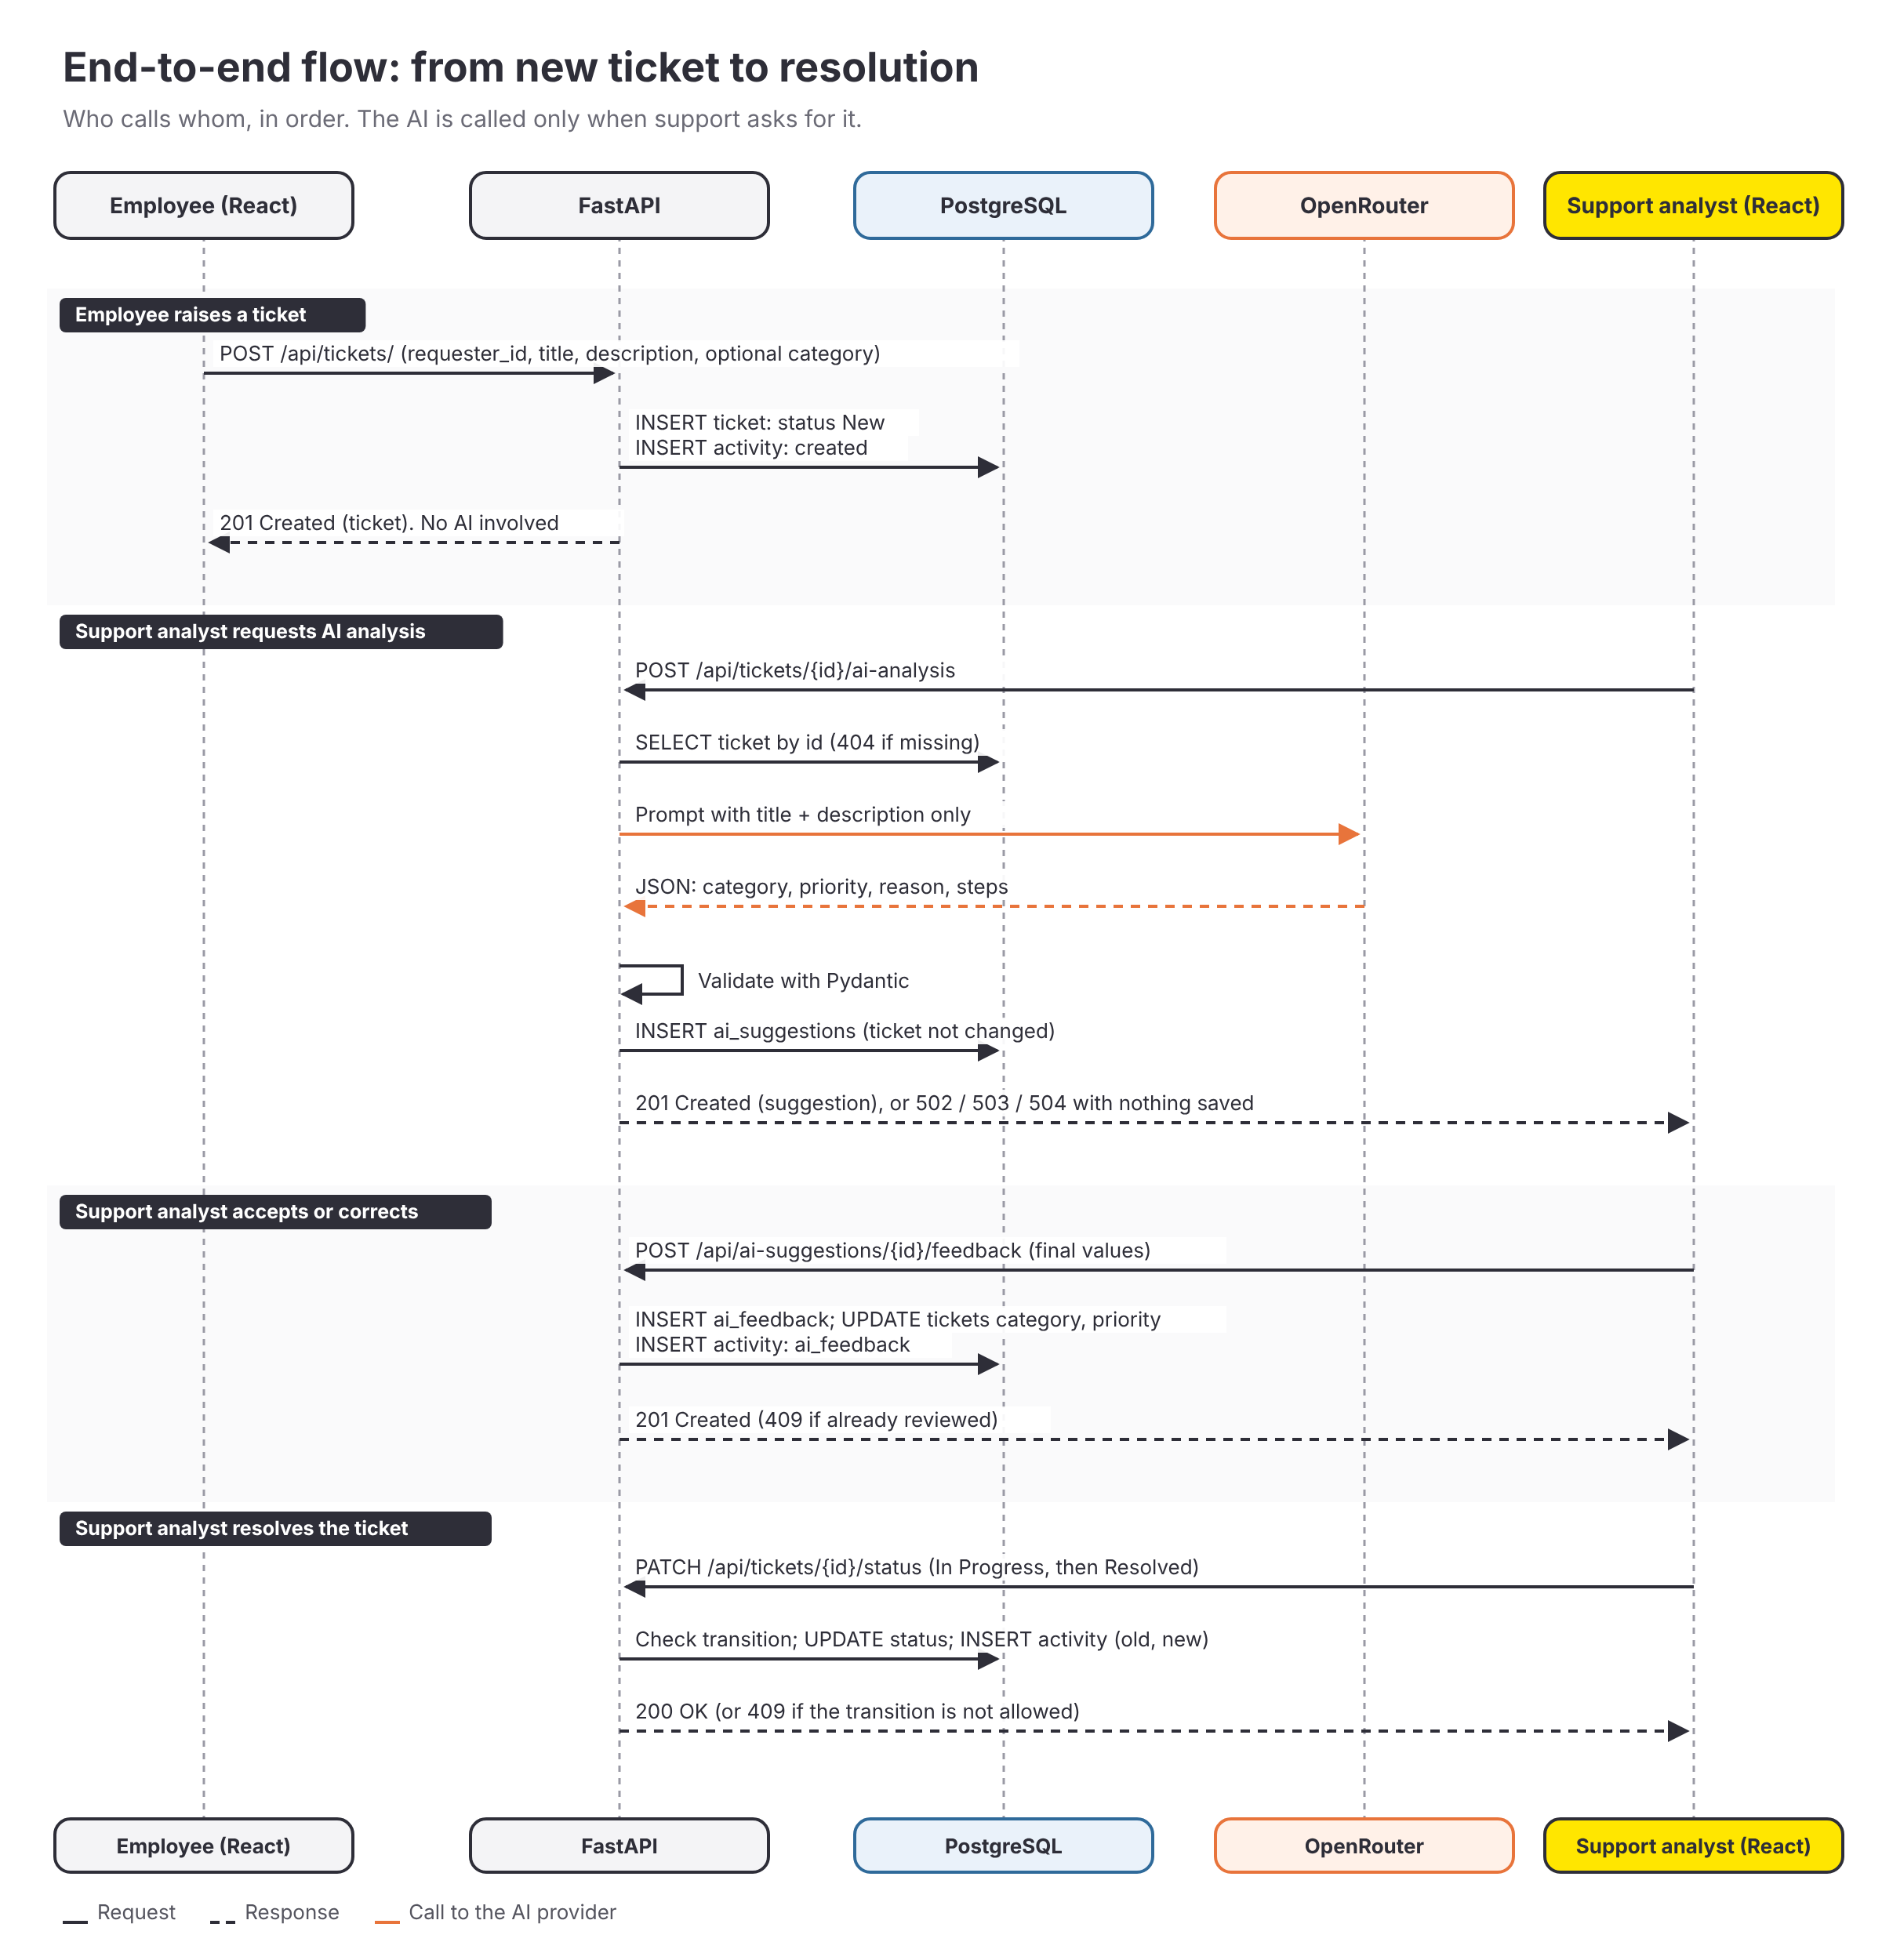 End-to-end flow: from new ticket to resolution
Who calls whom, in order. The AI is called only when support asks for it.
Employee (React)
FastAPI
PostgreSQL
OpenRouter
Support analyst (React)
Employee raises a ticket
POST /api/tickets/ (requester_id, title, description, optional category)
INSERT ticket: status New
INSERT activity: created
201 Created (ticket). No AI involved
Support analyst requests AI analysis
POST /api/tickets/{id}/ai-analysis
SELECT ticket by id (404 if missing)
Prompt with title + description only
JSON: category, priority, reason, steps
Validate with Pydantic
INSERT ai_suggestions (ticket not changed)
201 Created (suggestion), or 502 / 503 / 504 with nothing saved
Support analyst accepts or corrects
POST /api/ai-suggestions/{id}/feedback (final values)
INSERT ai_feedback; UPDATE tickets category, priority
INSERT activity: ai_feedback
201 Created (409 if already reviewed)
Support analyst resolves the ticket
PATCH /api/tickets/{id}/status (In Progress, then Resolved)
Check transition; UPDATE status; INSERT activity (old, new)
200 OK (or 409 if the transition is not allowed)
Employee (React)
FastAPI
PostgreSQL
OpenRouter
Support analyst (React)
Request
Response
Call to the AI provider